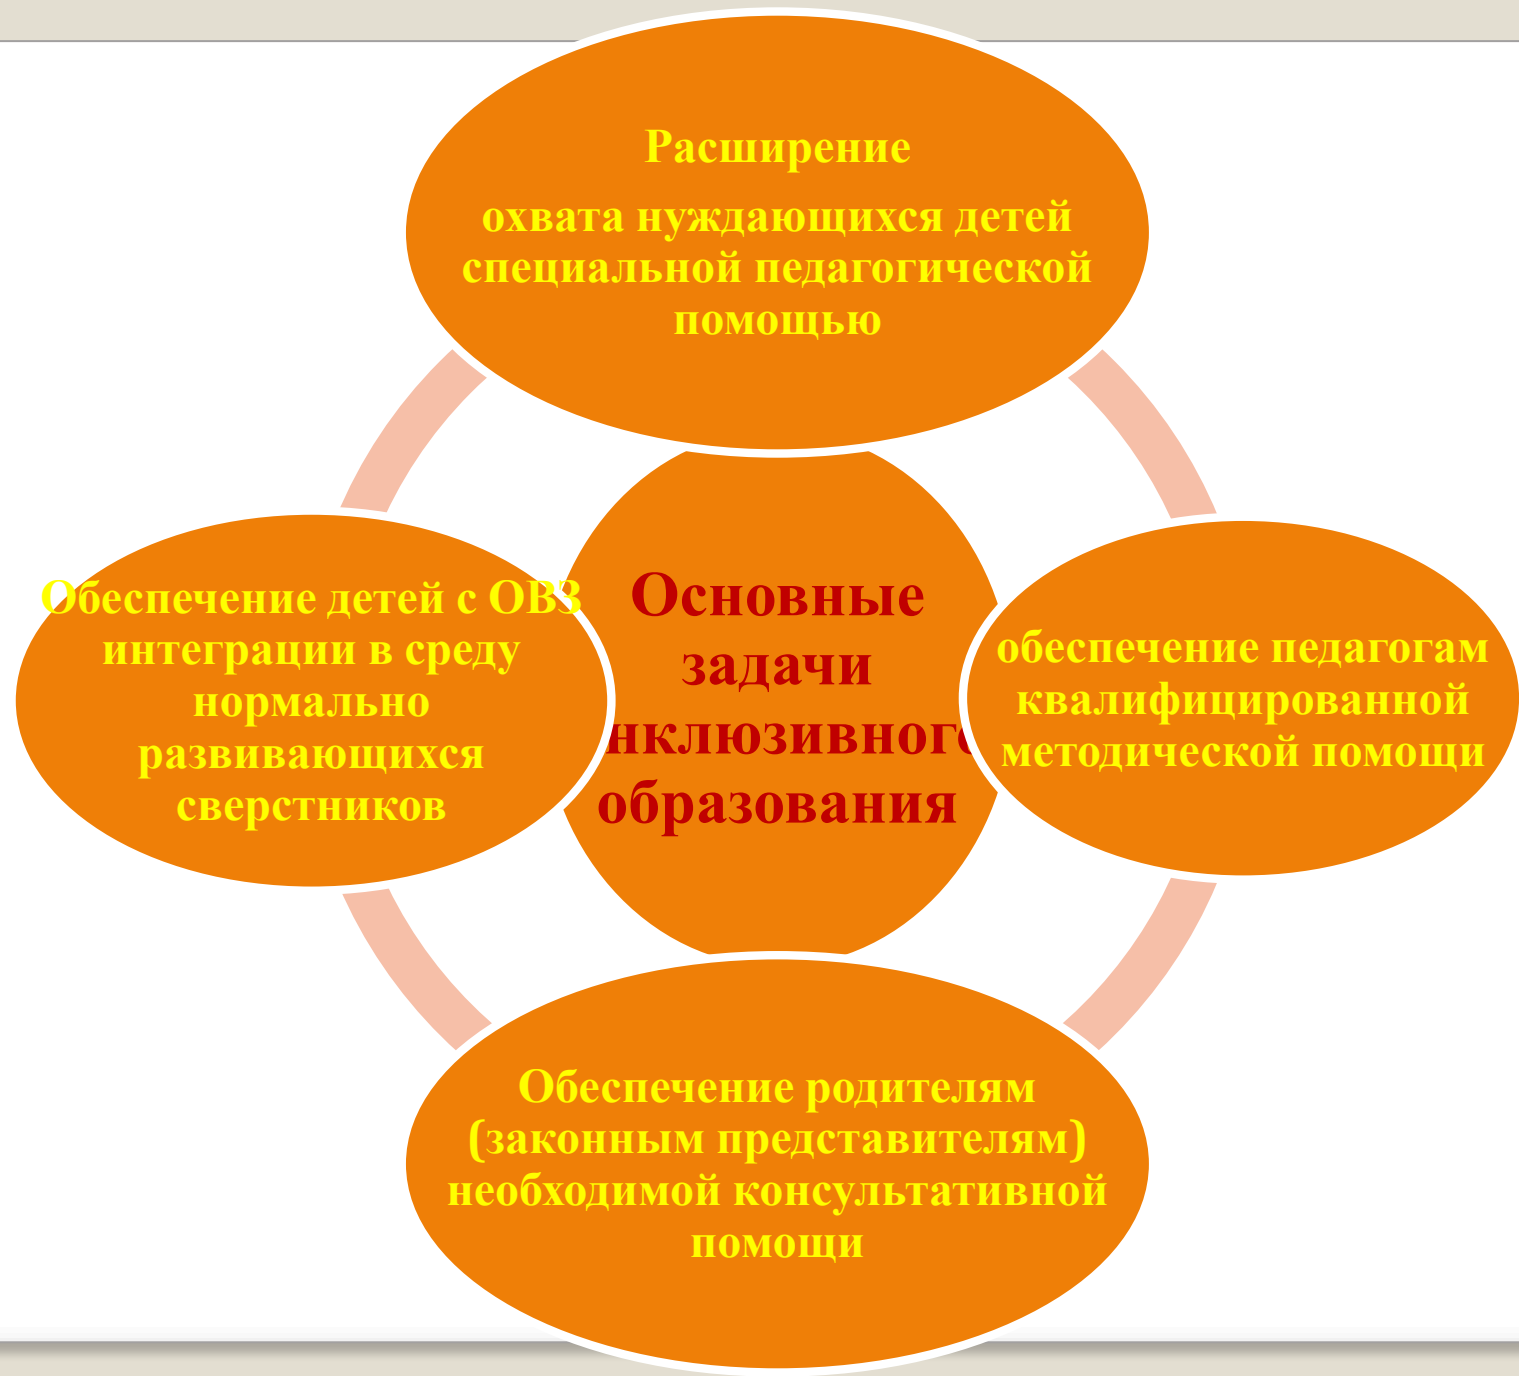 Расширение
охвата нуждающихся детей
специальной педагогической
помощью
Обеспечение детей с ОВЗ
интеграции в среду
нормально
развивающихся
сверстников
Основные
задачи
нклюзивного
образования
обеспечение педагогам
квалифицированной
методической помощи
Обеспечение родителям
(законным представителям)
необходимой консультативной
помощи